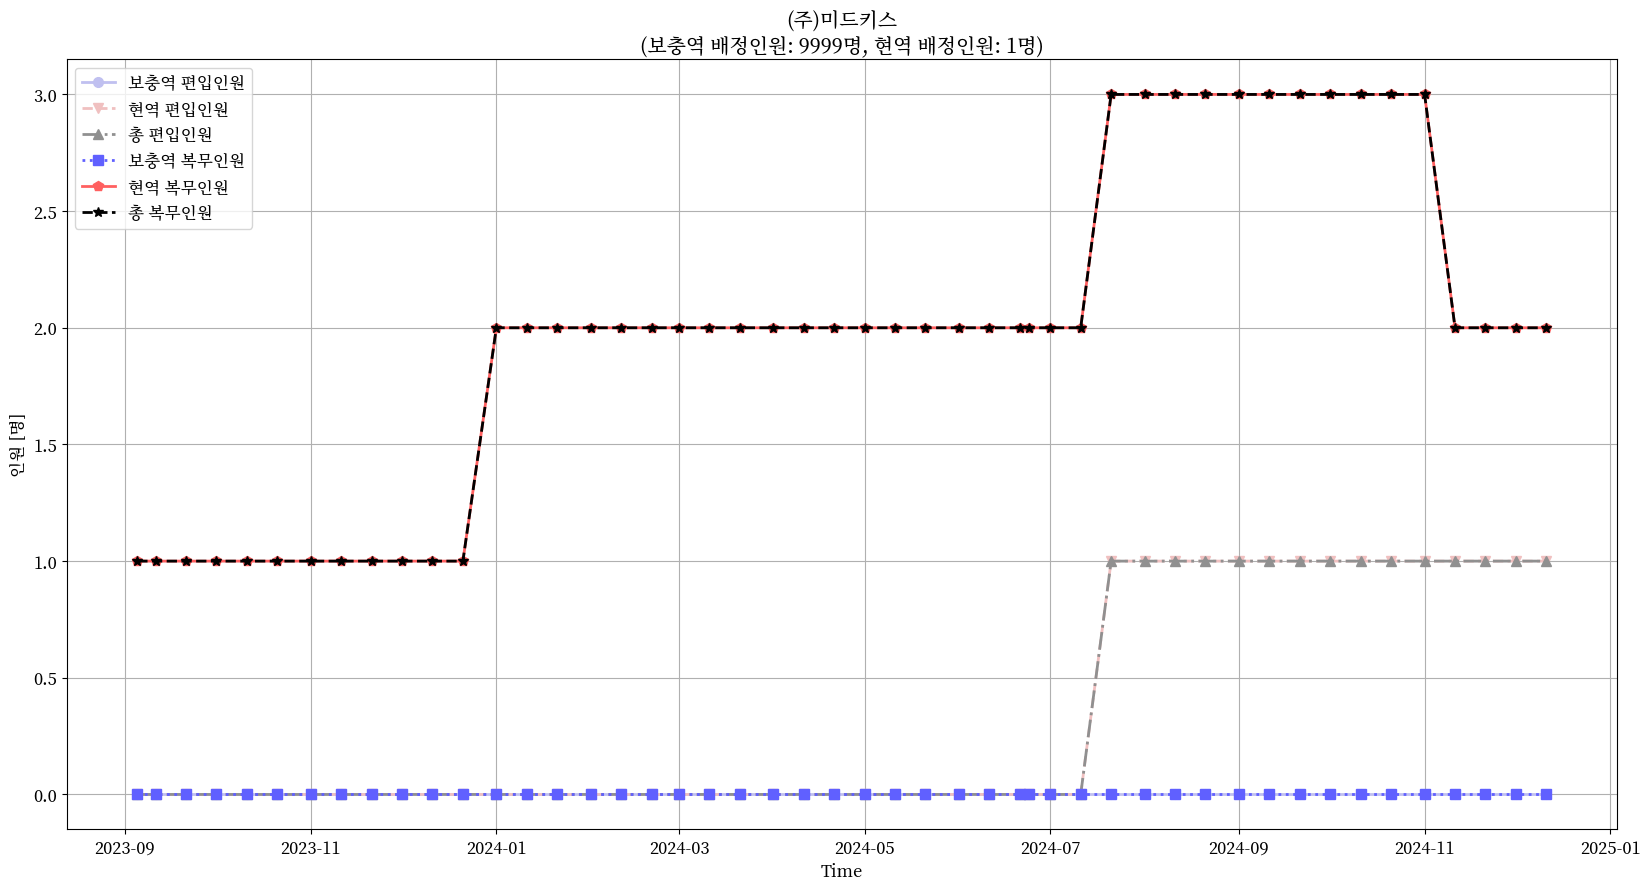 (주)미드키스
(보충역 배정인원: 9999명, 현역 배정인원: 1명)
보충역 편입인원
현역 편입인원
총 편입인원
보충역 복무인원
현역 복무인원
총 복무인원
3.0
2.5
2.0
1.5
1.0
0.5
0.0
인원 [명]
2023-09
2023-11
2024-01
2024-03
2024-05
2024-07
2024-09
2024-11
2025-01
Time